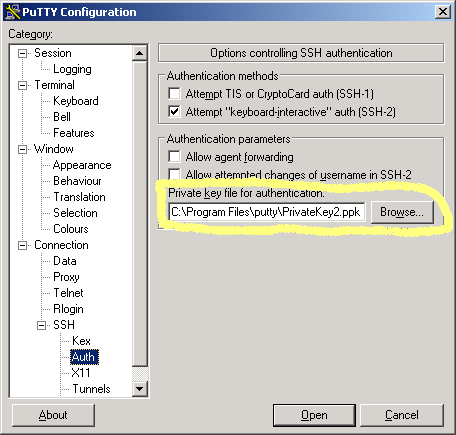 PuTTY Configuration
Category:
Session
Logging
Terminal
Keyboard
Bell
Features
Window
Appearance
Behaviour
Translation
Selection
Colours
Connection
Data
Proxy
Telnet
Rlogin
SSH
Kex
Auth
X11
Tunnels
Options controlling SSH authentication
Authentication methods
Attempt TIS or CryptoCard auth (SSH-1)
Attempt "keyboard-interactive" auth (SSH-2)
Authentication parameters
Allow agent forwarding
Allow attempted changes of username in SSH-2
Private key file for authentication:
C:\Program Files\putty\PrivateKey2.ppk
Browse...
About
Open
Cancel